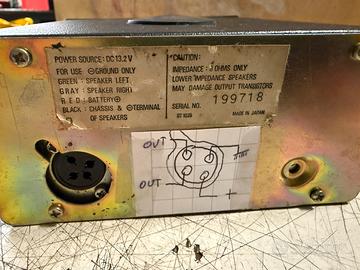 POWER SOURCE: DC 13.2 V
FOR USE ⊖GROUND ONLY
GREEN: SPEAKER LEFT
GRAY: SPEAKER RIGHT
RED: BATTERY⊕
BLACK: CHASSIS & ⊖TERMINAL
OF SPEAKERS
CAUTION:
IMPEDANCE: OHMS ONLY
LOWER IMPEDANCE SPEAKERS
MAY DAMAGE OUTPUT TRANSISTORS
SERIAL NO. 199718
MADE IN JAPAN
OUT
OUT
+